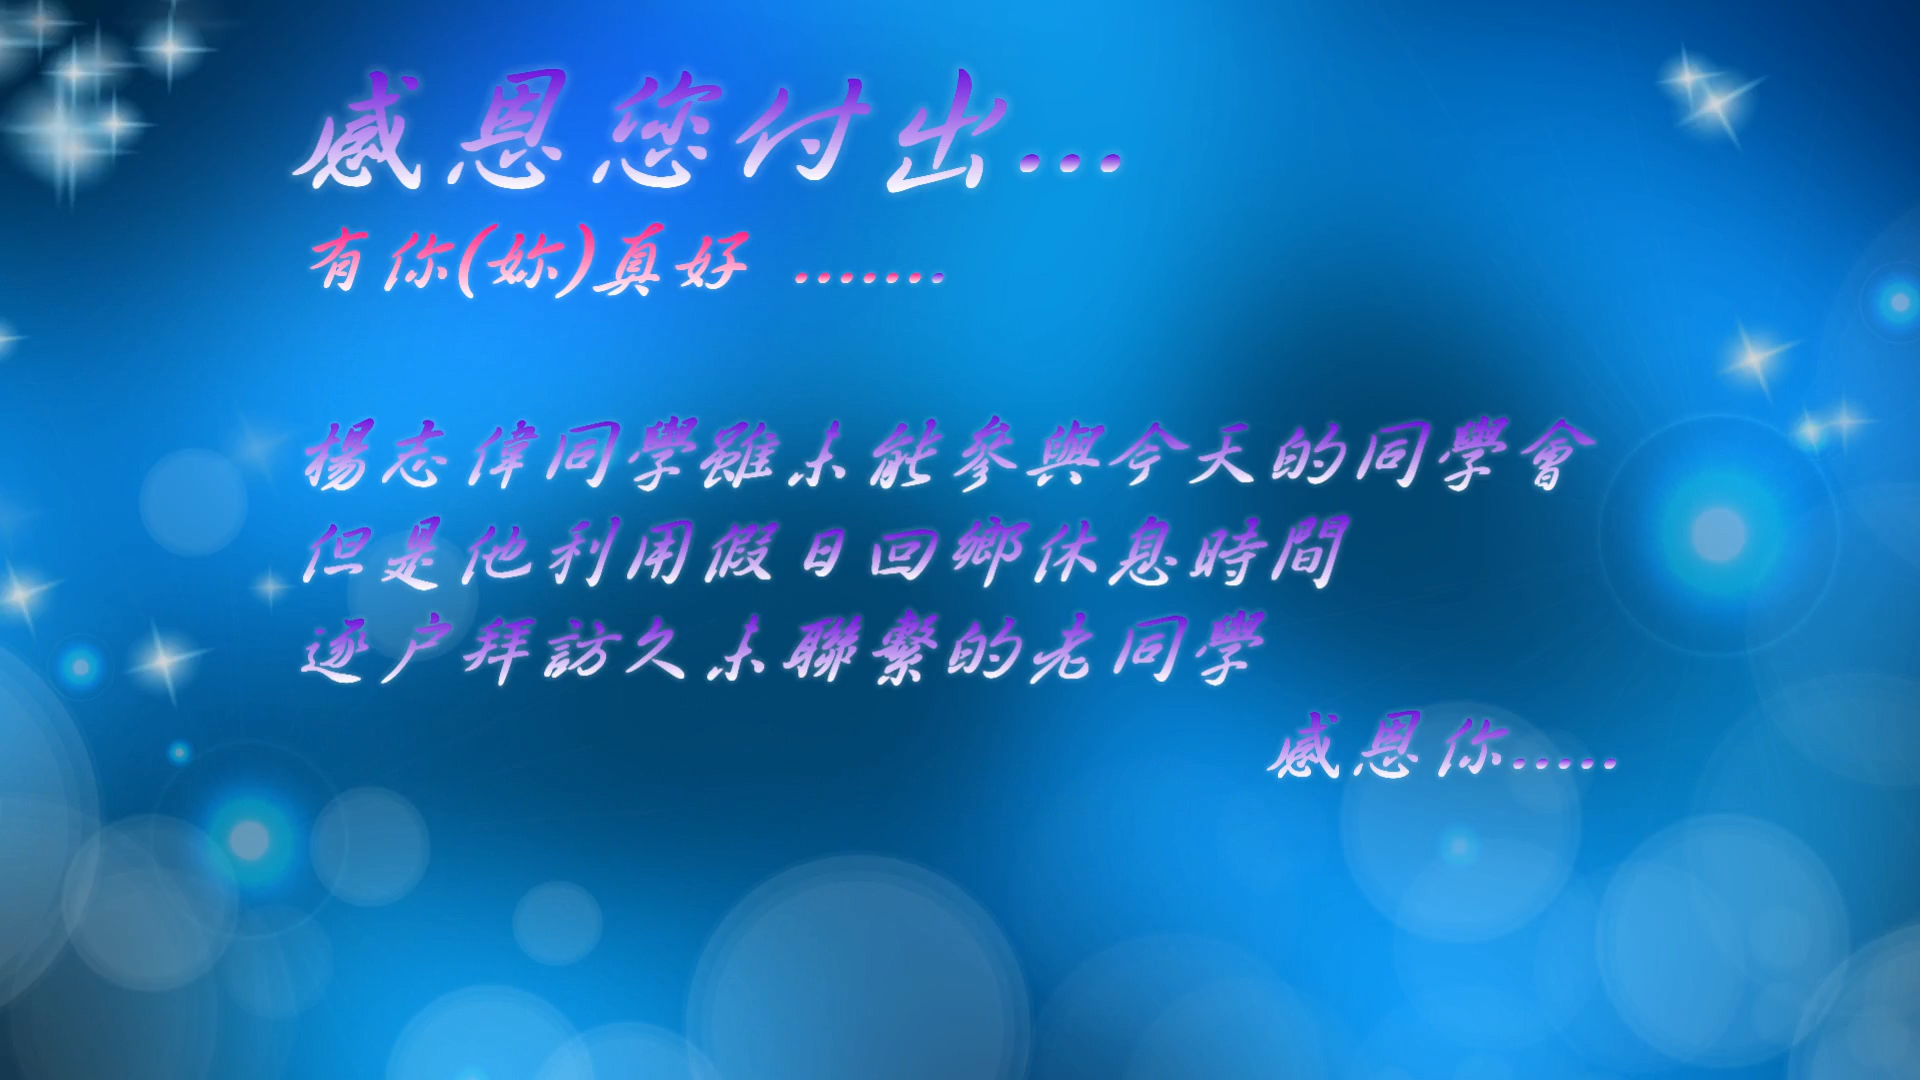 感恩您付出...
有你(妳)真好 .......
楊志偉同學雖未能參與今天的同學會
但是他利用假日回鄉休息時間
逐户拜訪久未聯繫的老同學
感恩你.....